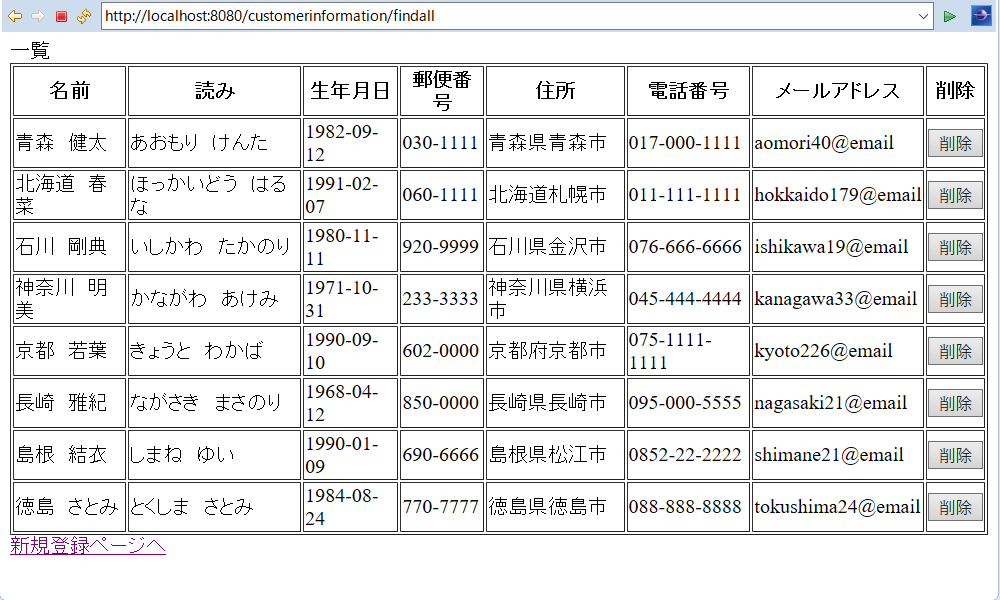 http://localhost:8080/customerinformation/findall
一覧
名前 読み 生年月日 郵便番号 住所 電話番号 メールアドレス 削除
青森　健太 あおもり　けんた 1982-09-12 030-1111 青森県青森市 017-000-1111 aomori40@email 削除
北海道　春菜 ほっかいどう　はるな 1991-02-07 060-1111 北海道札幌市 011-111-1111 hokkaido179@email 削除
石川　剛典 いしかわ　たかのり 1980-11-11 920-9999 石川県金沢市 076-666-6666 ishikawa19@email 削除
神奈川　明美 かながわ　あけみ 1971-10-31 233-3333 神奈川県横浜市 045-444-4444 kanagawa33@email 削除
京都　若葉 きょうと　わかば 1990-09-10 602-0000 京都府京都市 075-1111-1111 kyoto226@email 削除
長崎　雅紀 ながさき　まさのり 1968-04-12 850-0000 長崎県長崎市 095-000-5555 nagasaki21@email 削除
島根　結衣 しまね　ゆい 1990-01-09 690-6666 島根県松江市 0852-22-2222 shimane21@email 削除
徳島　さとみ とくしま　さとみ 1984-08-24 770-7777 徳島県徳島市 088-888-8888 tokushima24@email 削除
新規登録ページへ